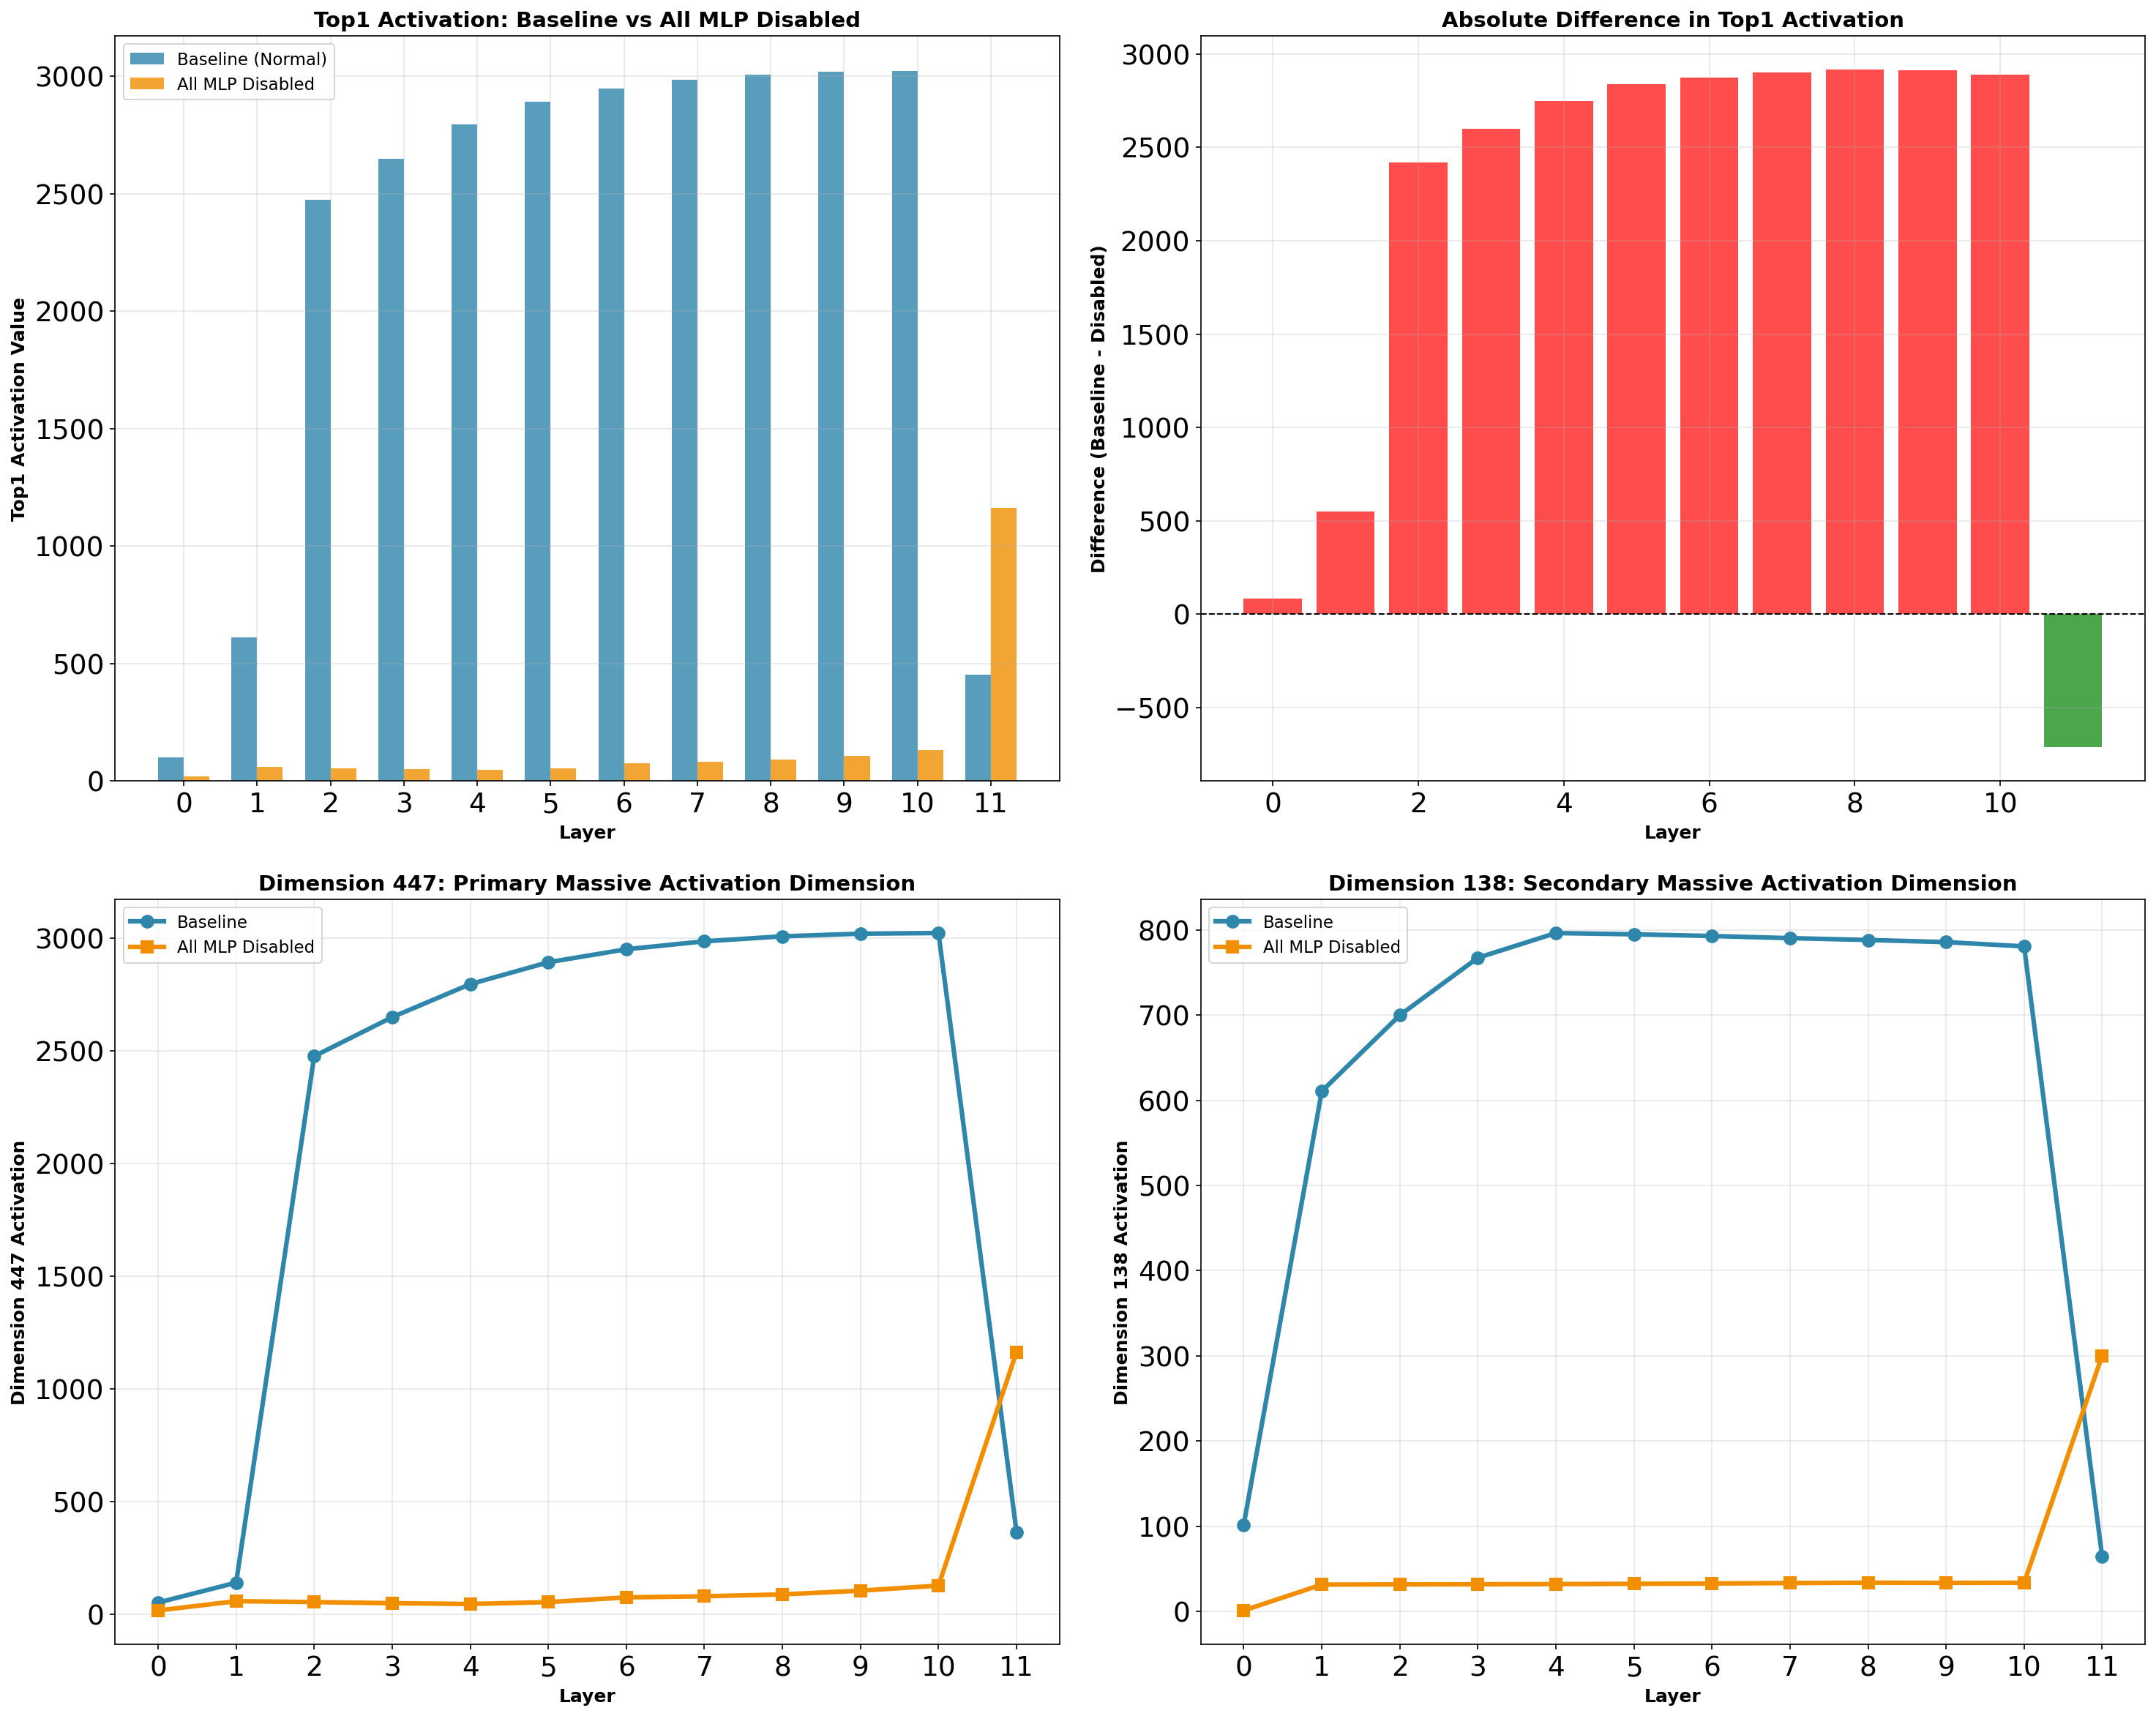 Top1 Activation: Baseline vs All MLP Disabled
Baseline (Normal)
All MLP Disabled
Top1 Activation Value
3000
2500
2000
1500
1000
500
0
0 1 2 3 4 5 6 7 8 9 10 11
Layer
Absolute Difference in Top1 Activation
Difference (Baseline - Disabled)
3000
2500
2000
1500
1000
500
0
−500
0 2 4 6 8 10
Layer
Dimension 447: Primary Massive Activation Dimension
Baseline
All MLP Disabled
Dimension 447 Activation
3000
2500
2000
1500
1000
500
0
0 1 2 3 4 5 6 7 8 9 10 11
Layer
Dimension 138: Secondary Massive Activation Dimension
Baseline
All MLP Disabled
Dimension 138 Activation
800
700
600
500
400
300
200
100
0
0 1 2 3 4 5 6 7 8 9 10 11
Layer